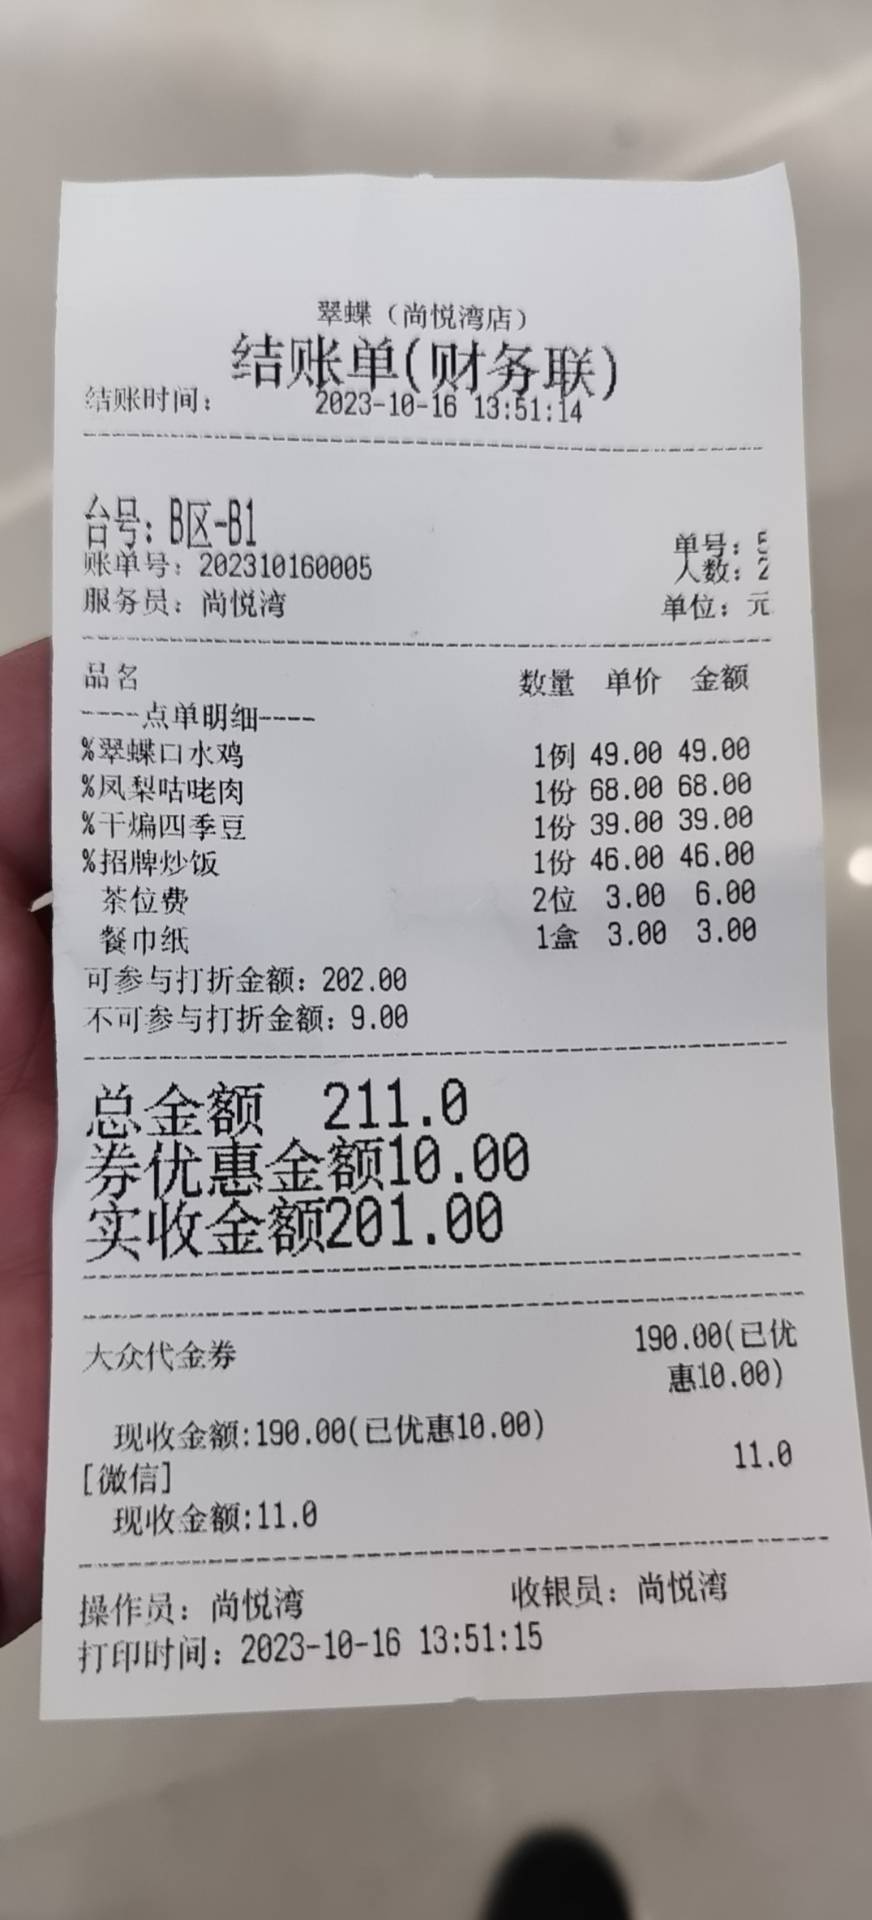 翠蝶（尚悦湾店）
结账单(财务联)
结账时间： 2023-10-16 13:51:14
台号：B区-B1
单号：5
账单号：202310160005
人数：2
服务员：尚悦湾
单位：元
品名 数量 单价 金额
----点单明细----
%翠蝶口水鸡 1例 49.00 49.00
%凤梨咕咾肉 1份 68.00 68.00
%干煸四季豆 1份 39.00 39.00
%招牌炒饭 1份 46.00 46.00
茶位费 2位 3.00 6.00
餐巾纸 1盒 3.00 3.00
可参与打折金额：202.00
不可参与打折金额：9.00
总金额 211.0
券优惠金额10.00
实收金额201.00
大众代金券 190.00(已优
惠10.00)
现收金额:190.00(已优惠10.00)
[微信] 11.0
现收金额:11.0
操作员：尚悦湾 收银员：尚悦湾
打印时间：2023-10-16 13:51:15